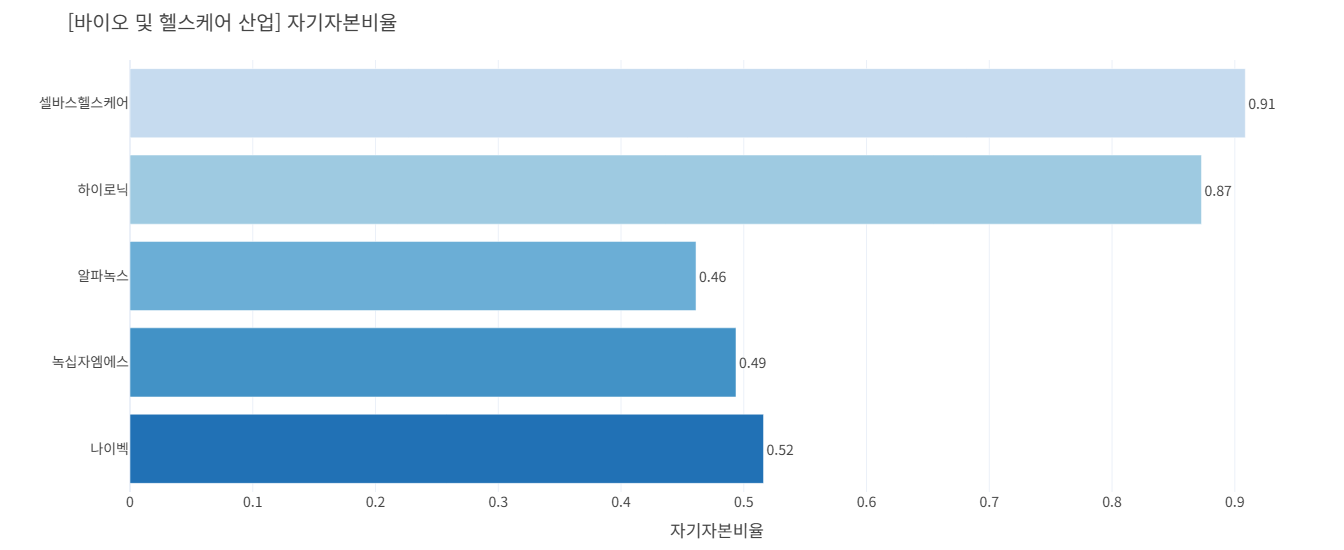 [바이오 및 헬스케어 산업] 자기자본비율
셀바스헬스케어 0.91
하이로닉 0.87
알파녹스 0.46
녹십자엠에스 0.49
나이벡 0.52
0 0.1 0.2 0.3 0.4 0.5 0.6 0.7 0.8 0.9
자기자본비율